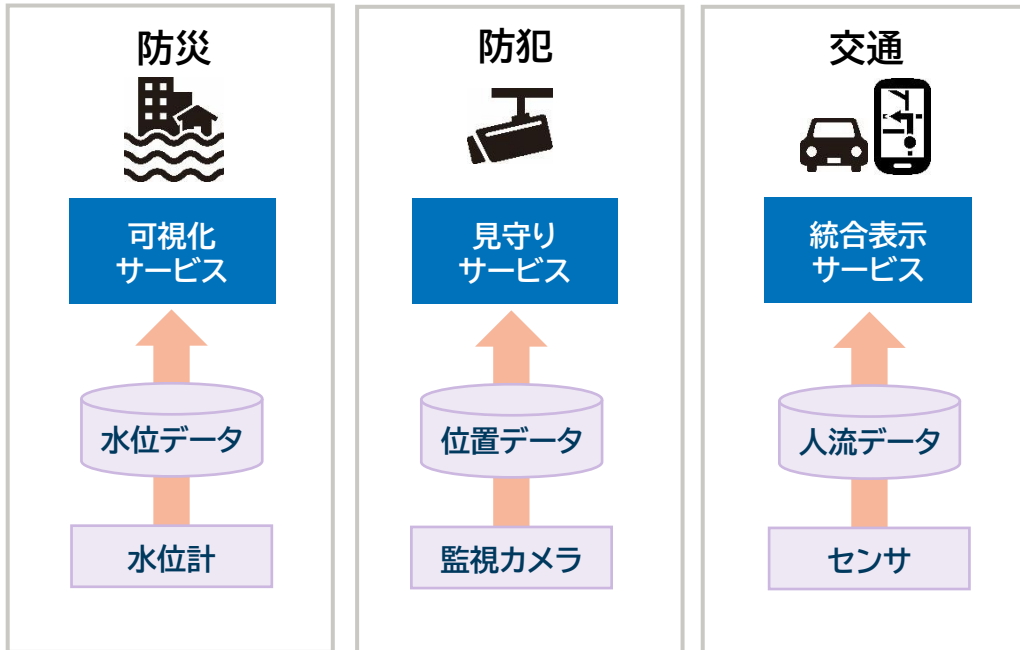 防災
可視化
サービス
水位データ
水位計
防犯
見守り
サービス
位置データ
監視カメラ
交通
統合表示
サービス
人流データ
センサ